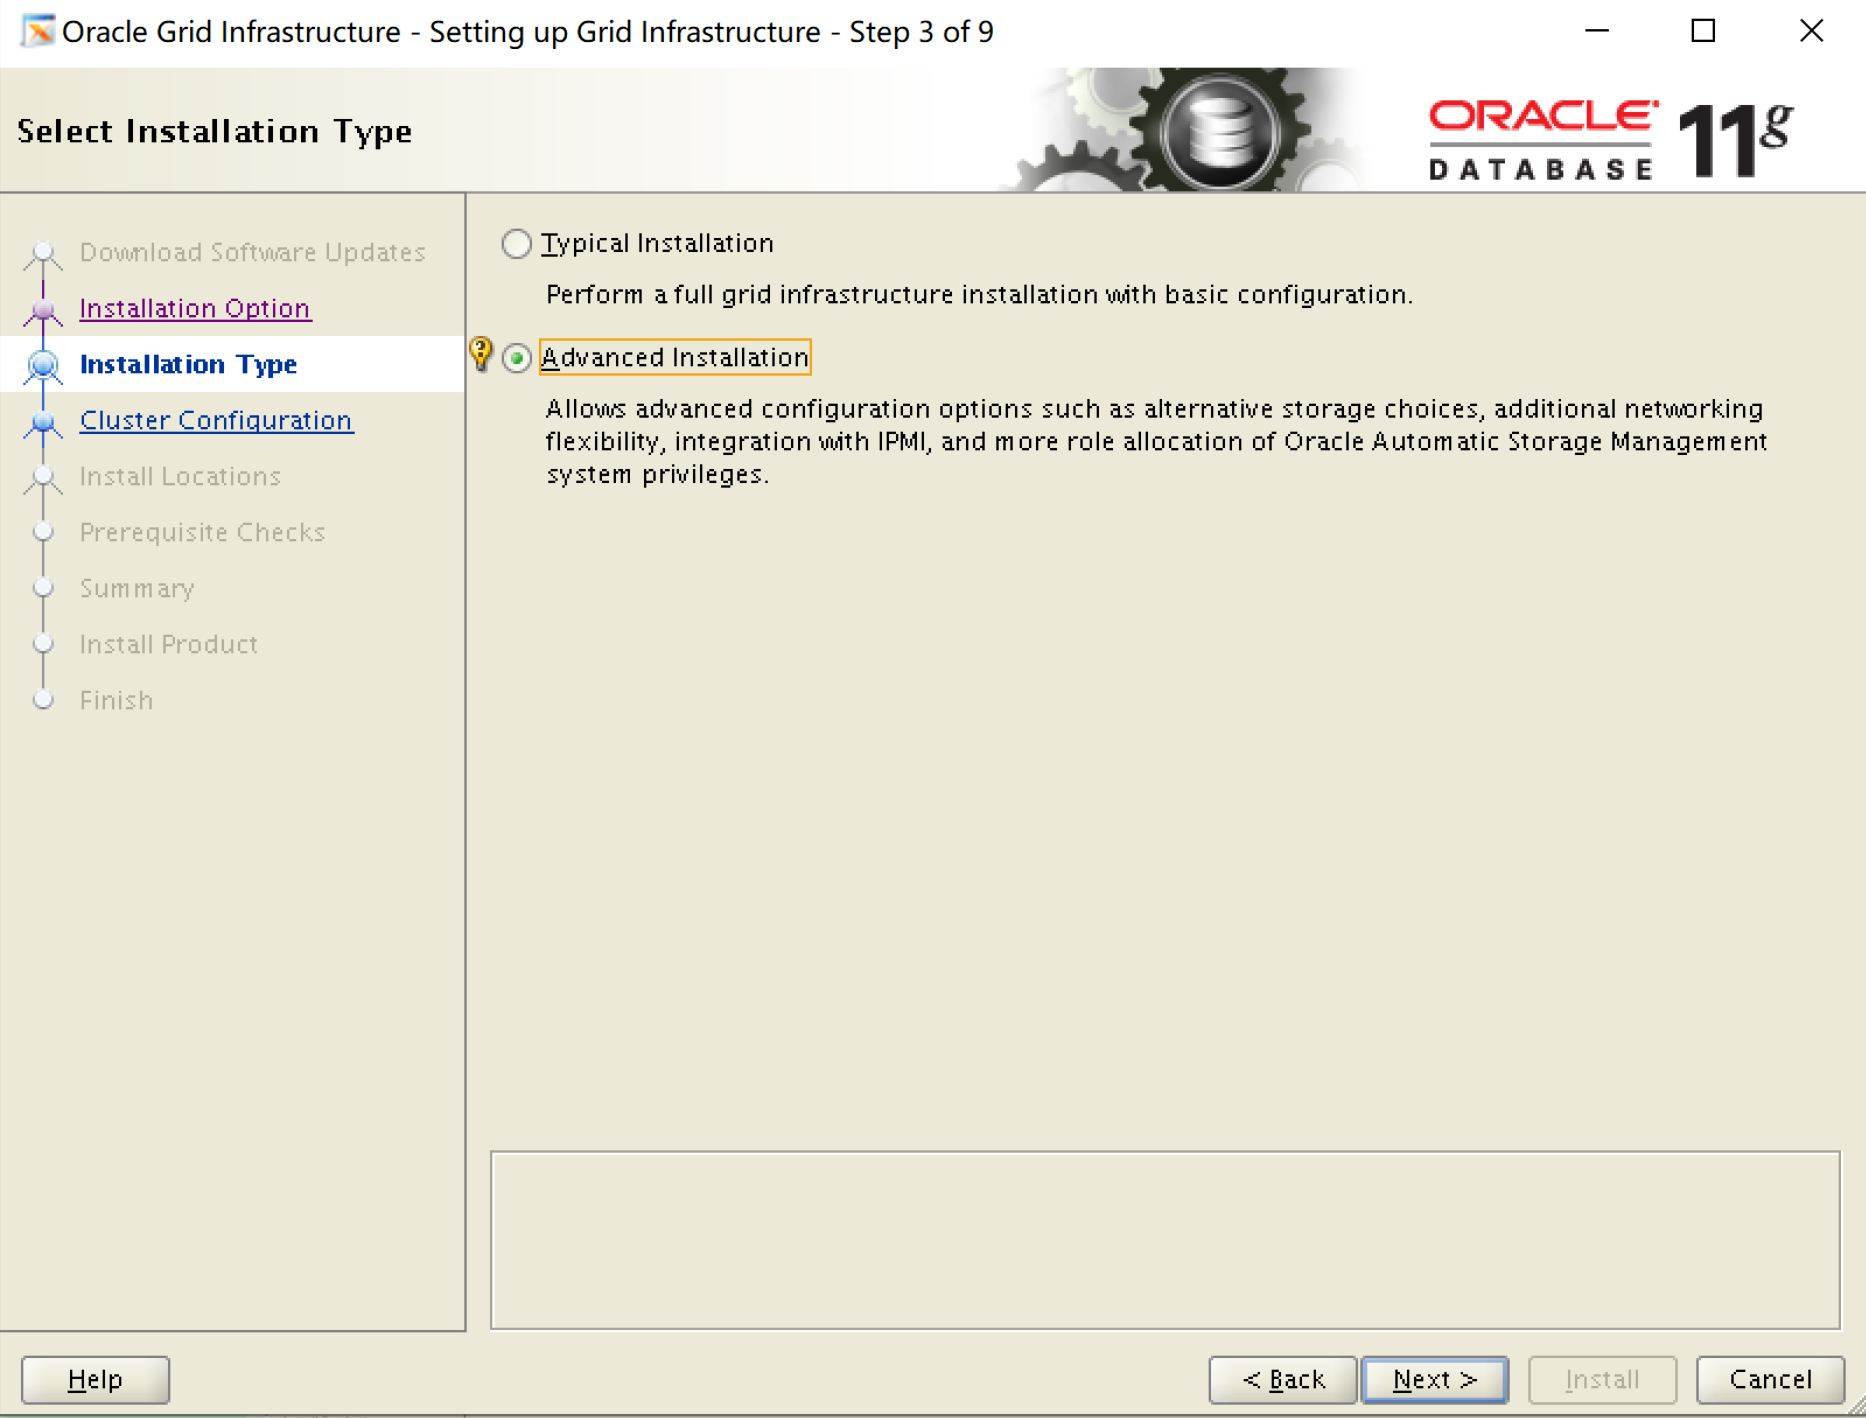 Oracle Grid Infrastructure - Setting up Grid Infrastructure - Step 3 of 9
Select Installation Type
ORACLE
DATABASE
11g
Download Software Updates
Installation Option
Installation Type
Cluster Configuration
Install Locations
Prerequisite Checks
Summary
Install Product
Finish
Typical Installation
Perform a full grid infrastructure installation with basic configuration.
Advanced Installation
Allows advanced configuration options such as alternative storage choices, additional networking
flexibility, integration with IPMI, and more role allocation of Oracle Automatic Storage Management
system privileges.
Help
< Back
Next >
Install
Cancel